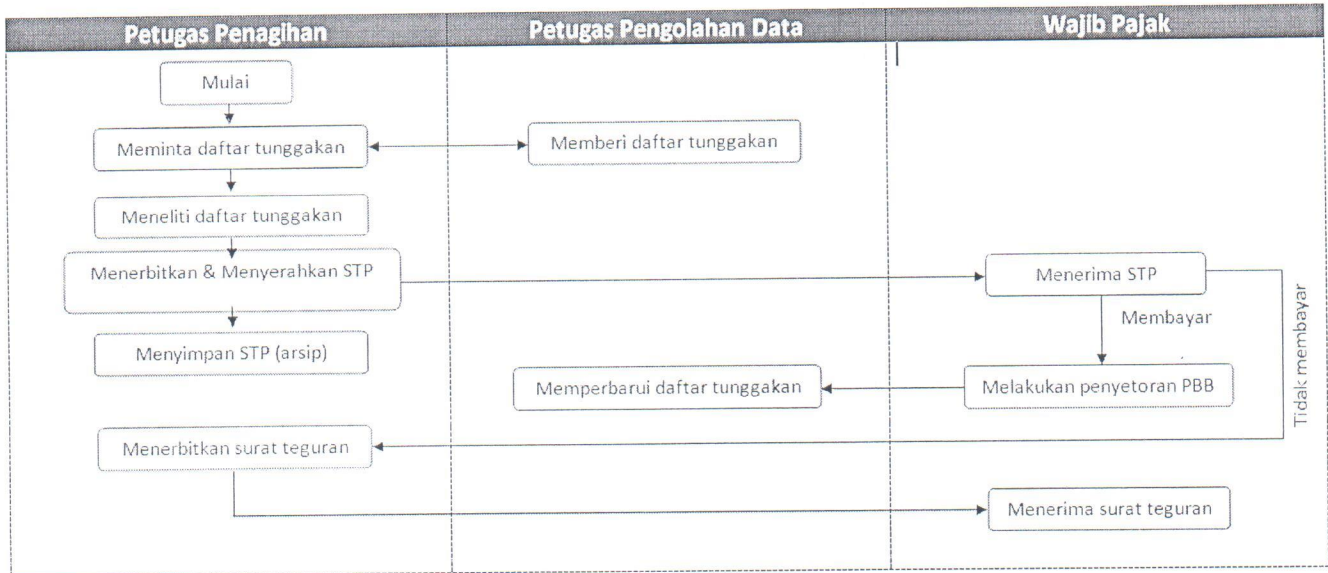 Petugas Penagihan
Petugas Pengolahan Data
Wajib Pajak
Mulai
Meminta daftar tunggakan
Memberi daftar tunggakan
Meneliti daftar tunggakan
Menerbitkan & Menyerahkan STP
Menerima STP
Membayar
Tidak membayar
Menyimpan STP (arsip)
Memperbarui daftar tunggakan
Melakukan penyetoran PBB
Menerbitkan surat teguran
Menerima surat teguran